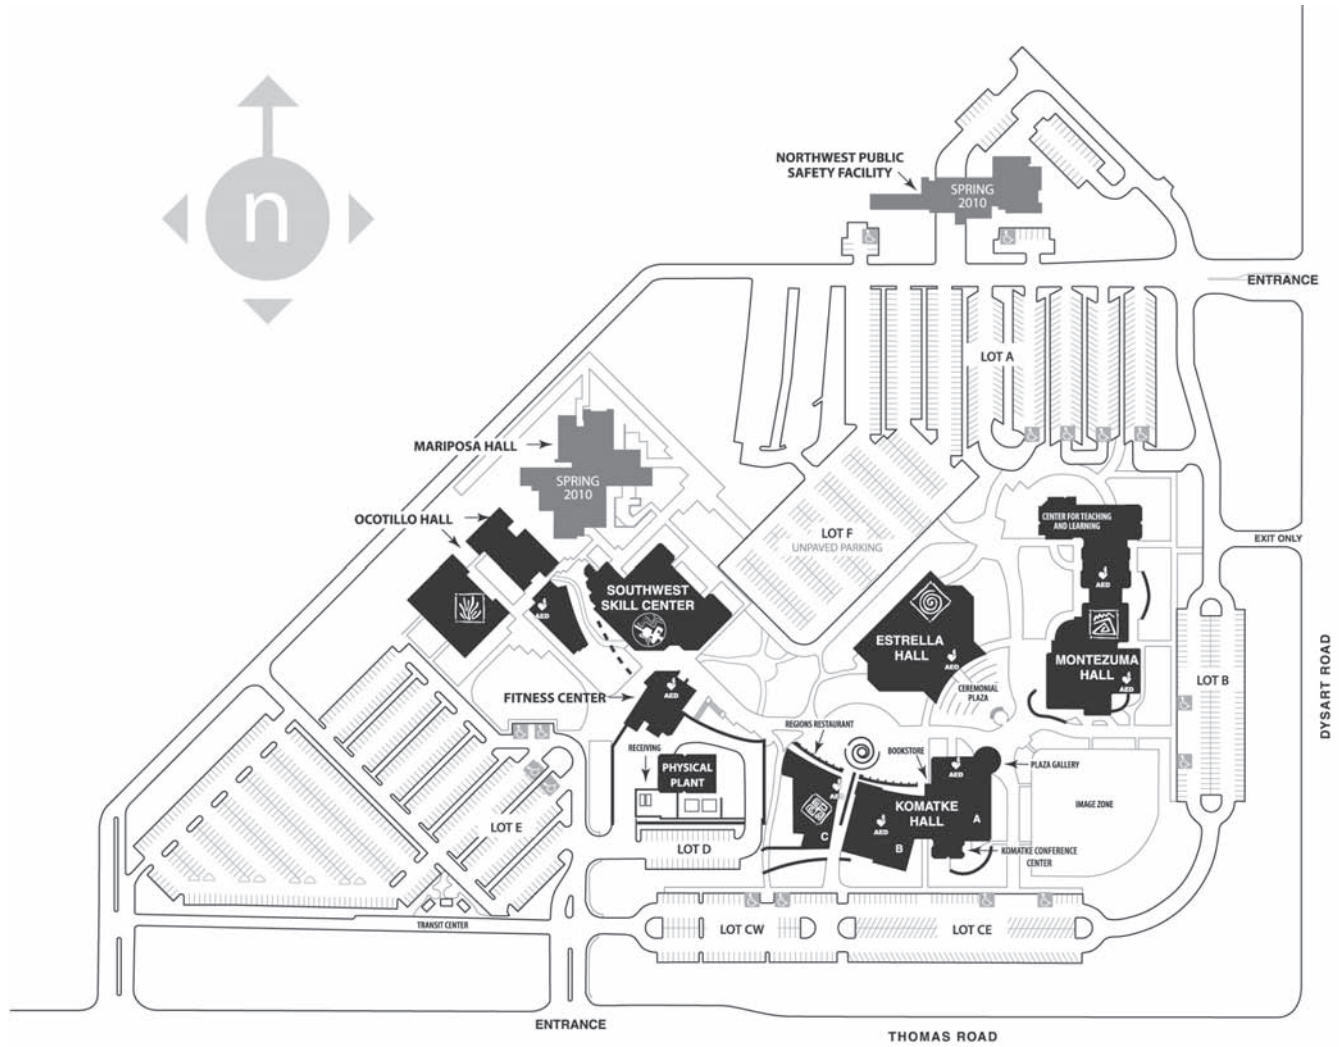 n
NORTHWEST PUBLIC
SAFETY FACILITY
SPRING
2010
ENTRANCE
LOT A
MARIPOSA HALL
SPRING
2010
OCOTILLO HALL
LOT F
UNPAVED PARKING
CENTER FOR TEACHING
AND LEARNING
EXIT ONLY
AED
SOUTHWEST
SKILL CENTER
AED
ESTRELLA
HALL
AED
MONTEZUMA
HALL
AED
LOT B
DYSART ROAD
CEREMONIAL
PLAZA
FITNESS CENTER
AED
REGIONS RESTAURANT
BOOKSTORE
RECEIVING
PHYSICAL
PLANT
PLAZA GALLERY
AED
AED
KOMATKE
HALL
A
IMAGE ZONE
AED
B
C
LOT E
LOT D
KOMATKE CONFERENCE
CENTER
TRANSIT CENTER
LOT CW
LOT CE
ENTRANCE
THOMAS ROAD